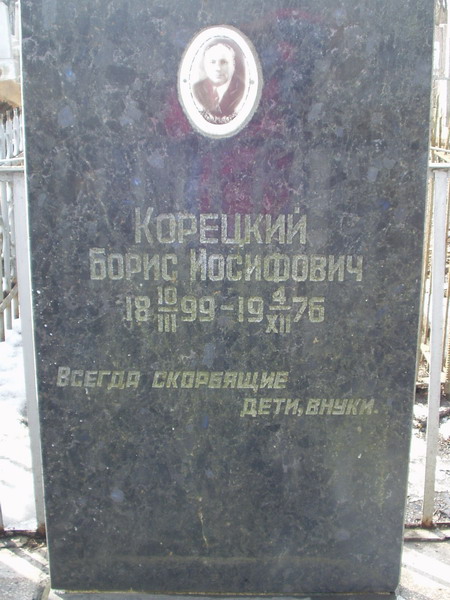 Корецкий
Борис Иосифович
18 10/III 99-19 4/XII 76
Всегда скорбящие
дети, внуки.